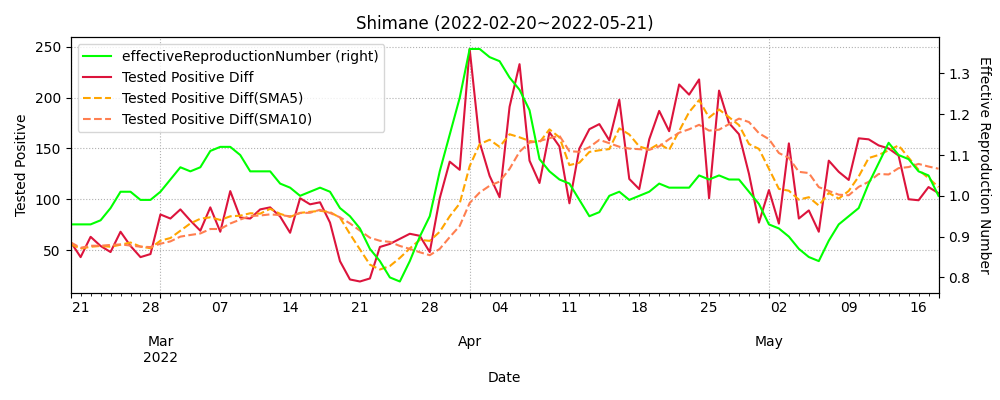 Shimane (2022-02-20~2022-05-21)
effectiveReproductionNumber (right)
Tested Positive Diff
Tested Positive Diff(SMA5)
Tested Positive Diff(SMA10)
Tested Positive
250
200
150
100
50
Effective Reproduction Number
1.3
1.2
1.1
1.0
0.9
0.8
21 28 07 14 21 28 04 11 18 25 02 09 16
Mar Apr May
2022
Date